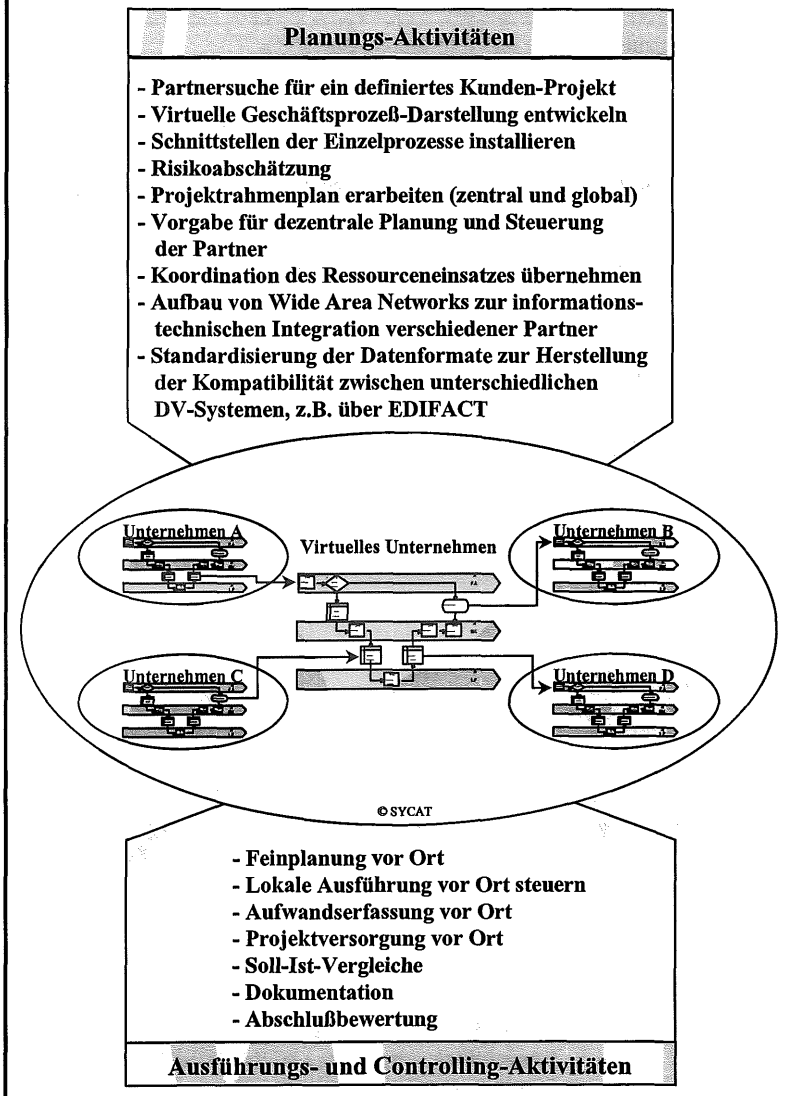 Planungs-Aktivitäten
- Partnersuche für ein definiertes Kunden-Projekt
- Virtuelle Geschäftsprozeß-Darstellung entwickeln
- Schnittstellen der Einzelprozesse installieren
- Risikoabschätzung
- Projektrahmenplan erarbeiten (zentral und global)
- Vorgabe für dezentrale Planung und Steuerung
der Partner
- Koordination des Ressourceneinsatzes übernehmen
- Aufbau von Wide Area Networks zur informations-
technischen Integration verschiedener Partner
- Standardisierung der Datenformate zur Herstellung
der Kompatibilität zwischen unterschiedlichen
DV-Systemen, z.B. über EDIFACT
Unternehmen A
Virtuelles Unternehmen
Unternehmen B
Unternehmen C
Unternehmen D
© SYCAT
- Feinplanung vor Ort
- Lokale Ausführung vor Ort steuern
- Aufwandserfassung vor Ort
- Projektversorgung vor Ort
- Soll-Ist-Vergleiche
- Dokumentation
- Abschlußbewertung
Ausführungs- und Controlling-Aktivitäten